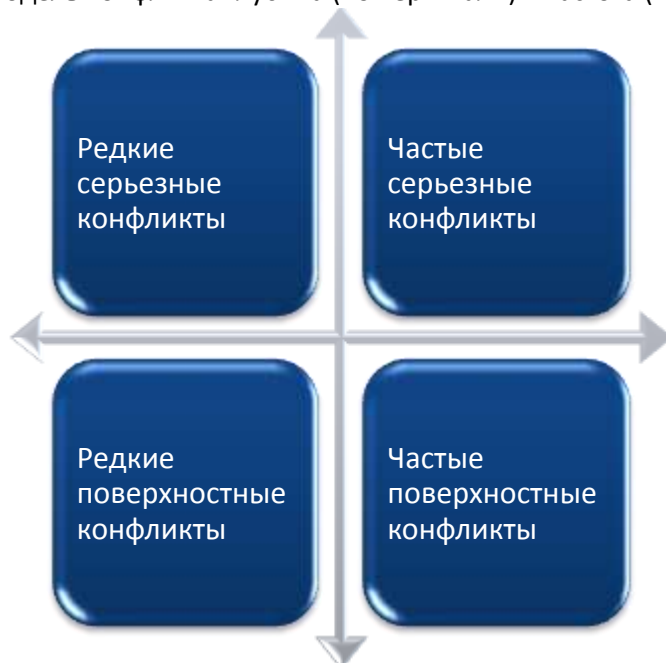 Редкие
серьезные
конфликты
Частые
серьезные
конфликты
Редкие
поверхностные
конфликты
Частые
поверхностные
конфликты